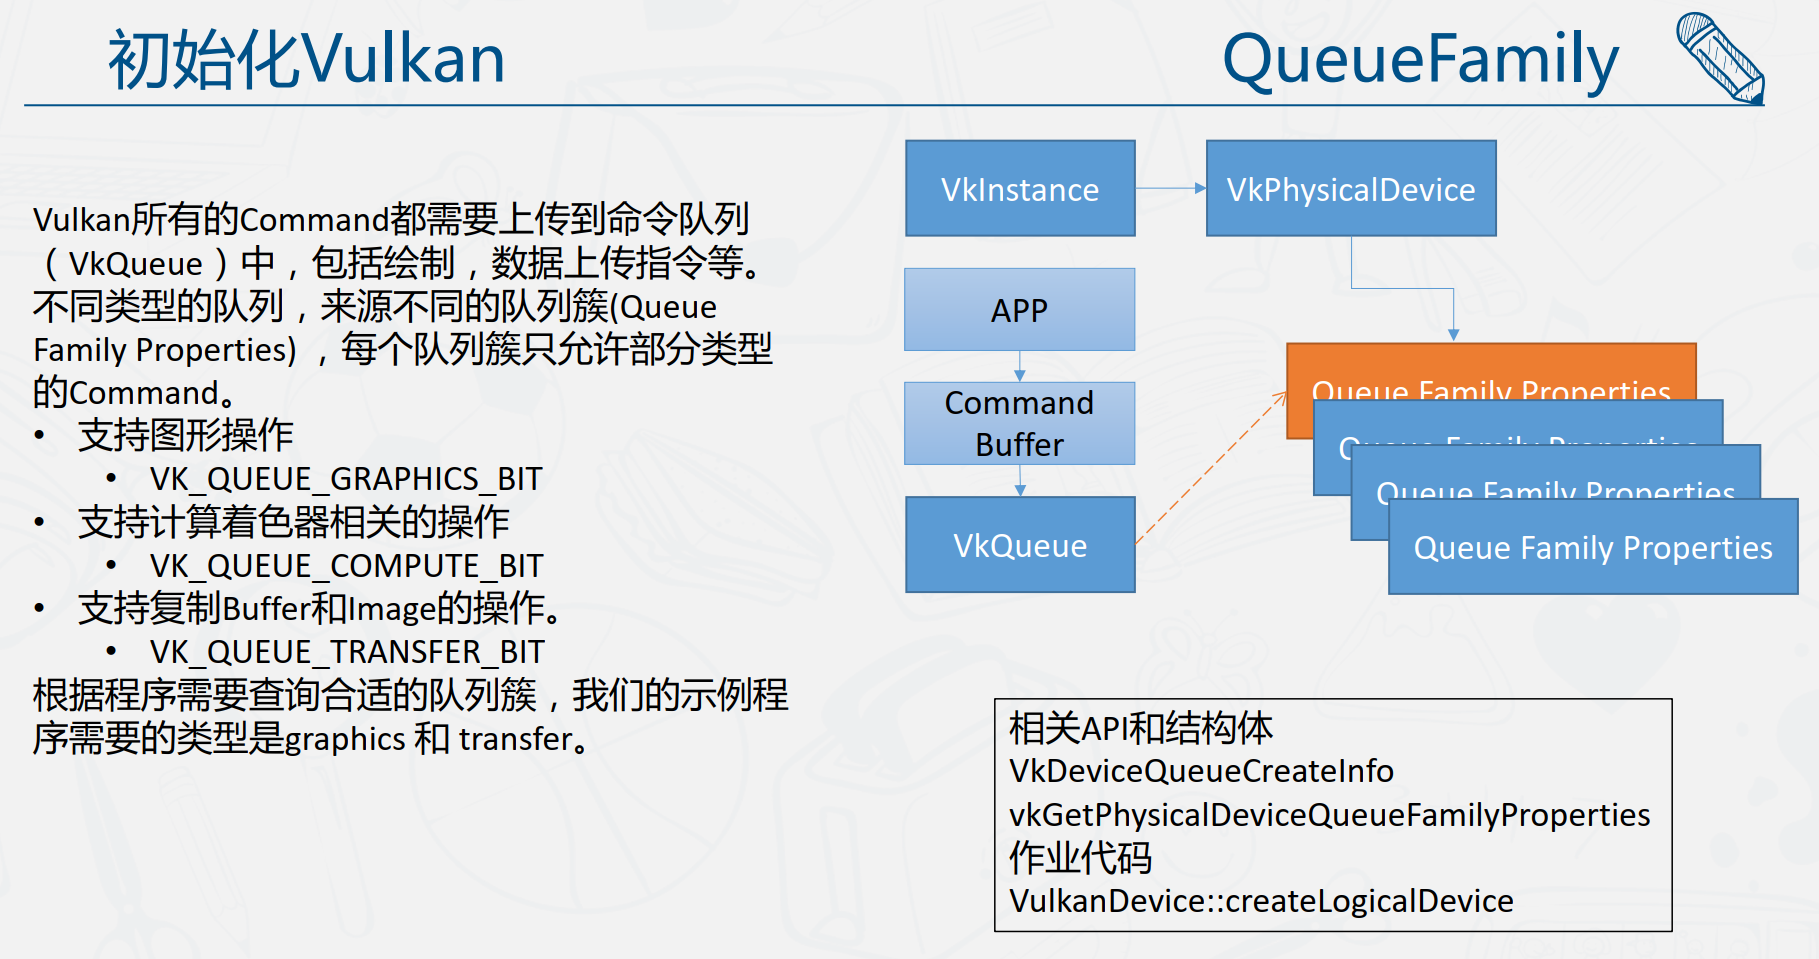 初始化Vulkan
QueueFamily
Vulkan所有的Command都需要上传到命令队列
（VkQueue）中，包括绘制，数据上传指令等。
不同类型的队列，来源不同的队列簇(Queue
Family Properties)，每个队列簇只允许部分类型
的Command。
• 支持图形操作
• VK_QUEUE_GRAPHICS_BIT
• 支持计算着色器相关的操作
• VK_QUEUE_COMPUTE_BIT
• 支持复制Buffer和Image的操作。
• VK_QUEUE_TRANSFER_BIT
根据程序需要查询合适的队列簇，我们的示例程
序需要的类型是graphics 和 transfer。
VkInstance
VkPhysicalDevice
APP
Command
Buffer
VkQueue
Queue Family Properties
Queue Family Properties
Queue Family Properties
Queue Family Properties
相关API和结构体
VkDeviceQueueCreateInfo
vkGetPhysicalDeviceQueueFamilyProperties
作业代码
VulkanDevice::createLogicalDevice